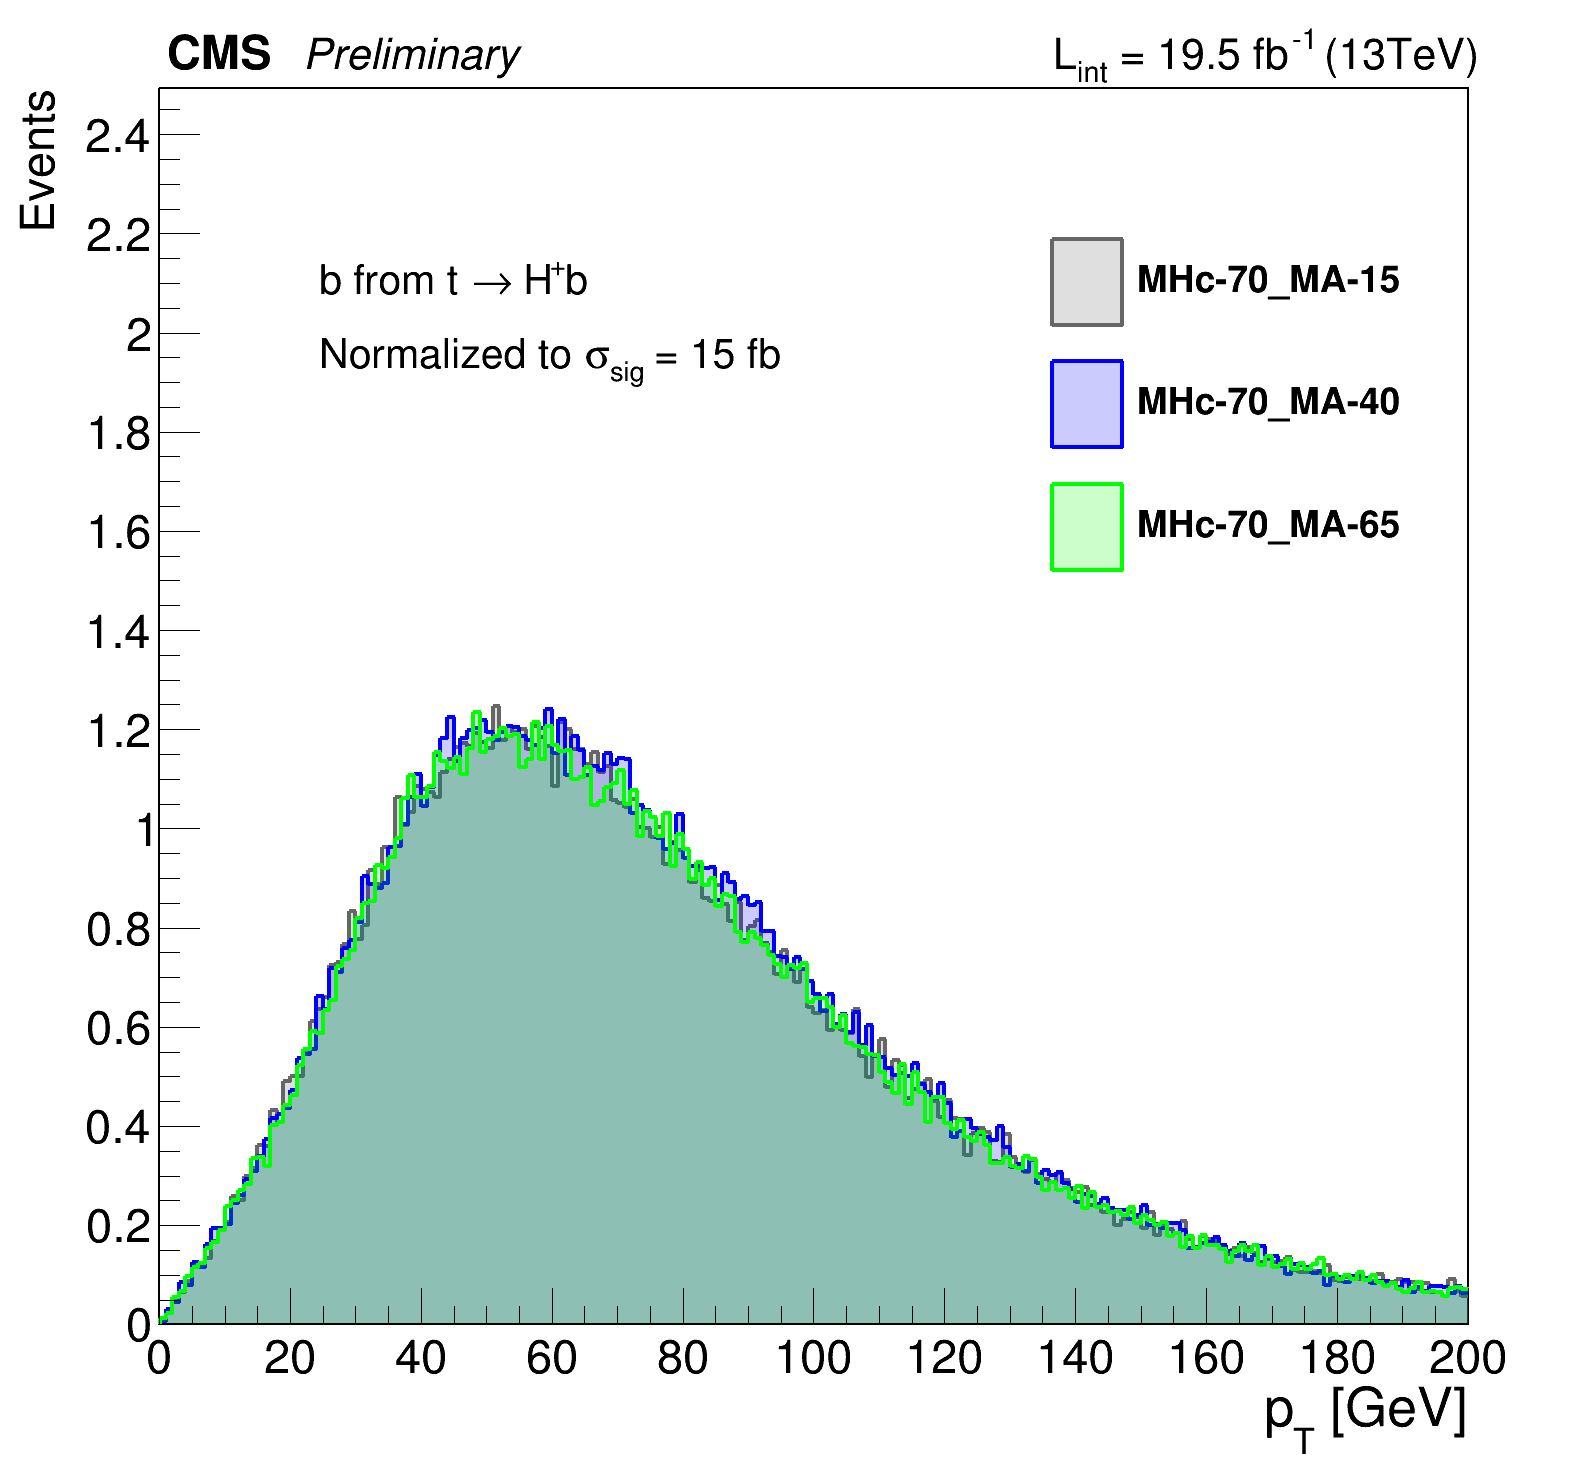 CMS Preliminary
L_int = 19.5 fb^-1 (13TeV)
Events
2.4
2.2
2
1.8
1.6
1.4
1.2
1
0.8
0.6
0.4
0.2
0
b from t → H⁺b
Normalized to σ_sig = 15 fb
MHc-70_MA-15
MHc-70_MA-40
MHc-70_MA-65
0 20 40 60 80 100 120 140 160 180 200
p_T [GeV]